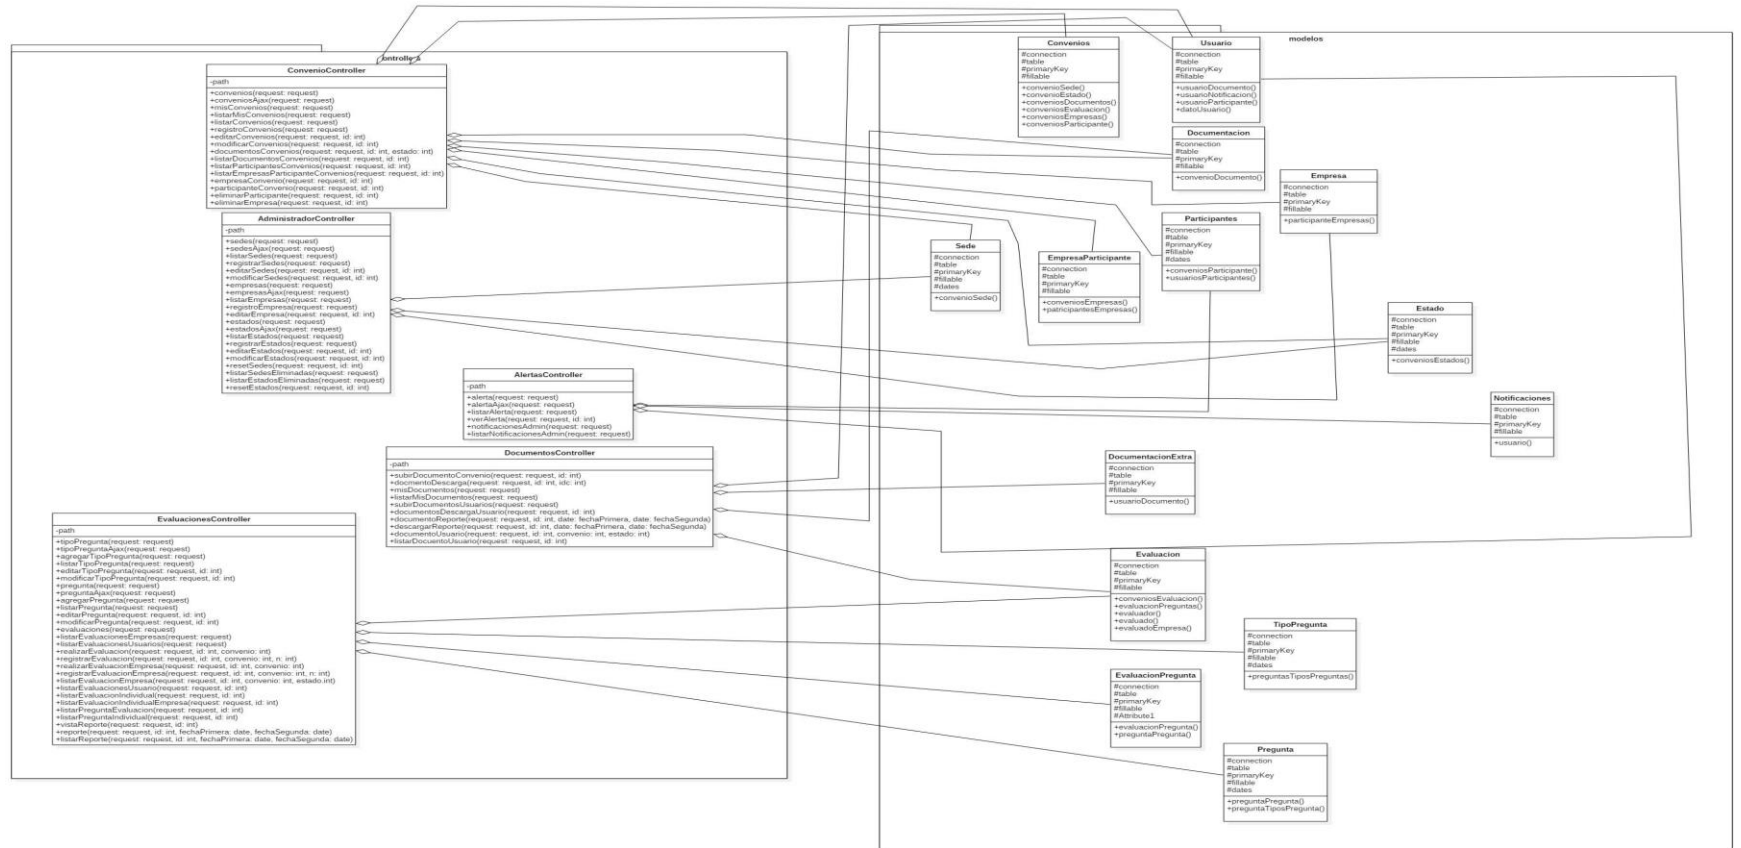 modelos
ontrolle
ConvenioController
-path
+convenios(request: request)
+conveniosAjax(request: request)
+misConvenios(request: request)
+listarMisConvenios(request: request)
+listarConvenios(request: request)
+registroConvenios(request: request)
+editarConvenios(request: request, id: int)
+modificarConvenios(request: request, id: int)
+documentosConvenios(request: request, id: int, estado: int)
+listarDocumentosConvenios(request: request, id: int)
+listarParticipantesConvenios(request: request, id: int)
+listarEmpresasParticipanteConvenios(request: request, id: int)
+empresaConvenio(request: request, id: int)
+participanteConvenio(request: request, id: int)
+eliminarParticipante(request: request, id: int)
+eliminarEmpresa(request: request, id: int)
AdministradorController
-path
+sedes(request: request)
+sedesAjax(request: request)
+listarSedes(request: request)
+registrarSedes(request: request)
+editarSedes(request: request, id: int)
+modificarSedes(request: request, id: int)
+empresas(request: request)
+empresasAjax(request: request)
+listarEmpresas(request: request)
+registroEmpresa(request: request)
+editarEmpresa(request: request, id: int)
+estados(request: request)
+estadosAjax(request: request)
+listarEstados(request: request)
+registrarEstados(request: request)
+editarEstados(request: request, id: int)
+modificarEstados(request: request, id: int)
+resetSedes(request: request, id: int)
+listarSedesEliminadas(request: request)
+listarEstadosEliminadas(request: request)
+resetEstados(request: request, id: int)
AlertasController
-path
+alerta(request: request)
+alertaAjax(request: request)
+listarAlerta(request: request)
+verAlerta(request: request, id: int)
+notificacionesAdmin(request: request)
+listarNotificacionesAdmin(request: request)
DocumentosController
-path
+subirDocumentoConvenio(request: request, id: int)
+docmentoDescarga(request: request, id: int, idc: int)
+misDocumentos(request: request)
+listarMisDocumentos(request: request)
+subirDocumentosUsuarios(request: request)
+documentosDescargaUsuario(request: request, id: int)
+documentoReporte(request: request, id: int, date: fechaPrimera, date: fechaSegunda)
+descargarReporte(request: request, id: int, date: fechaPrimera, date: fechaSegunda)
+documentoUsuario(request: request, id: int, convenio: int, estado: int)
+listarDocuentoUsuario(request: request, id: int)
EvaluacionesController
-path
+tipoPregunta(request: request)
+tipoPreguntaAjax(request: request)
+agregarTipoPregunta(request: request)
+listarTipoPregunta(request: request)
+editarTipoPregunta(request: request, id: int)
+modificarTipoPregunta(request: request, id: int)
+pregunta(request: request)
+preguntaAjax(request: request)
+agregarPregunta(request: request)
+listarPregunta(request: request)
+editarPregunta(request: request, id: int)
+modificarPregunta(request: request, id: int)
+evaluaciones(request: request)
+listarEvaluacionesEmpresas(request: request)
+listarEvaluacionesUsuarios(request: request)
+realizarEvaluacion(request: request, id: int, convenio: int)
+registrarEvaluacion(request: request, id: int, convenio: int, n: int)
+realizarEvaluacionEmpresa(request: request, id: int, convenio: int)
+registrarEvaluacionEmpresa(request: request, id: int, convenio: int, n: int)
+listarEvaluacionEmpresa(request: request, id: int, convenio: int, estado.int)
+listarEvaluacionesUsuario(request: request, id: int)
+listarEvaluacionIndividual(request: request, id: int)
+listarEvaluacionIndividualEmpresa(request: request, id: int)
+listarPreguntaEvaluacion(request: request, id: int)
+listarPreguntaIndividual(request: request, id: int)
+vistaReporte(request: request, id: int)
+reporte(request: request, id: int, fechaPrimera: date, fechaSegunda: date)
+listarReporte(request: request, id: int, fechaPrimera: date, fechaSegunda. date)
Convenios
#connection
#table
#primaryKey
#fillable
+convenioSede()
+convenioEstado()
+conveniosDocumentos()
+conveniosEvaluacion()
+conveniosEmpresas()
+conveniosParticipante()
Usuario
#connection
#table
#primaryKey
#fillable
+usuarioDocumento()
+usuarioNotificacion()
+usuarioParticipante()
+datoUsuario()
Documentacion
#connection
#table
#primaryKey
#fillable
+convenioDocumento()
Empresa
#connection
#table
#primaryKey
#fillable
+participanteEmpresas()
Participantes
#connection
#table
#primaryKey
#fillable
#dates
+conveniosParticipante()
+usuariosParticipantes()
Sede
#connection
#table
#primaryKey
#fillable
#dates
+convenioSede()
EmpresaParticipante
#connection
#table
#primaryKey
#fillable
+conveniosEmpresas()
+patricipantesEmpresas()
Estado
#connection
#table
#primaryKey
#fillable
#dates
+conveniosEstados()
Notificaciones
#connection
#table
#primaryKey
#fillable
+usuario()
DocumentacionExtra
#connection
#table
#primaryKey
#fillable
+usuarioDocumento()
Evaluacion
#connection
#table
#primaryKey
#fillable
+conveniosEvaluacion()
+evaluacionPreguntas()
+evaluador()
+evaluado()
+evaluadoEmpresa()
TipoPregunta
#connection
#table
#primaryKey
#fillable
#dates
+preguntasTiposPreguntas()
EvaluacionPregunta
#connection
#table
#primaryKey
#fillable
#Attribute1
+evaluacionPregunta()
+preguntaPregunta()
Pregunta
#connection
#table
#primaryKey
#fillable
#dates
+preguntaPregunta()
+preguntaTiposPregunta()